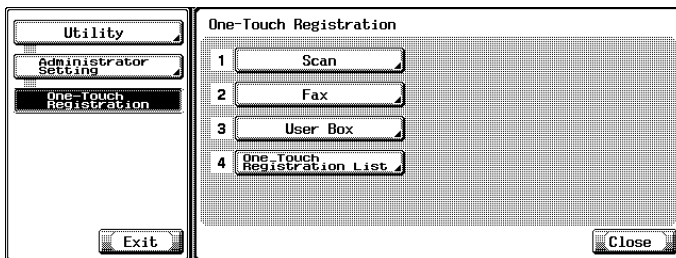 Utility
Administrator
Setting
One-Touch
Registration
Exit
One-Touch Registration
1 Scan
2 Fax
3 User Box
4 One-Touch
Registration List
Close